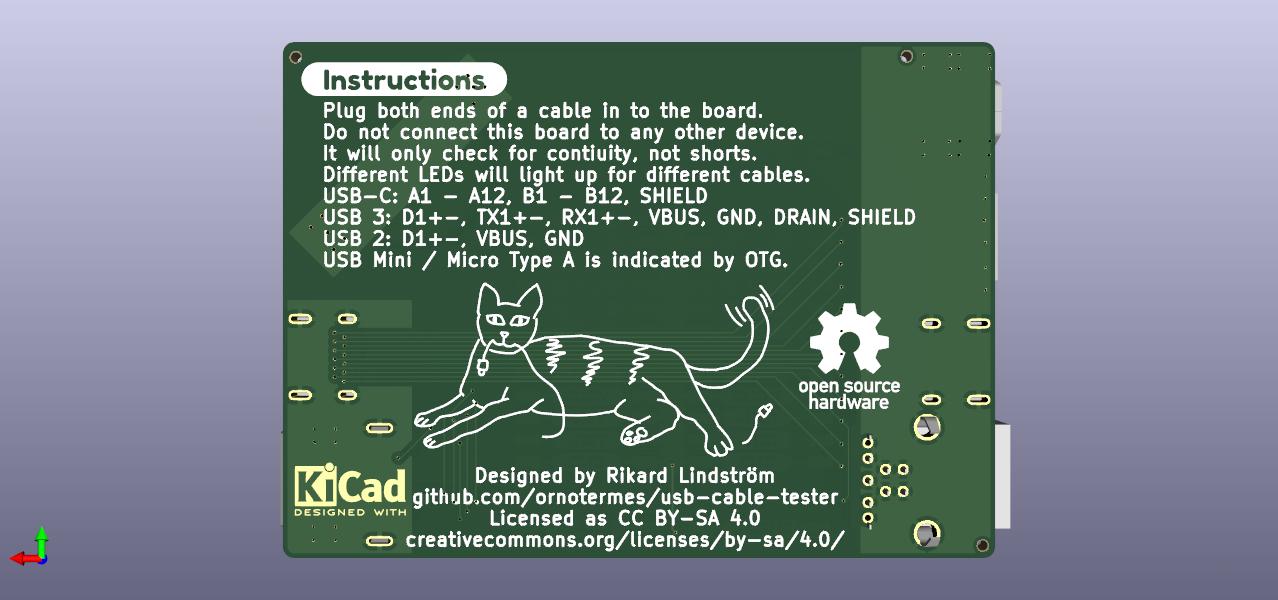 Instructions
Plug both ends of a cable in to the board.
Do not connect this board to any other device.
It will only check for contiuity, not shorts.
Different LEDs will light up for different cables.
USB-C: A1 - A12, B1 - B12, SHIELD
USB 3: D1+-, TX1+-, RX1+-, VBUS, GND, DRAIN, SHIELD
USB 2: D1+-, VBUS, GND
USB Mini / Micro Type A is indicated by OTG.
open source
hardware
KiCad
DESIGNED WITH
Designed by Rikard Lindström
github.com/ornotermes/usb-cable-tester
Licensed as CC BY-SA 4.0
creativecommons.org/licenses/by-sa/4.0/